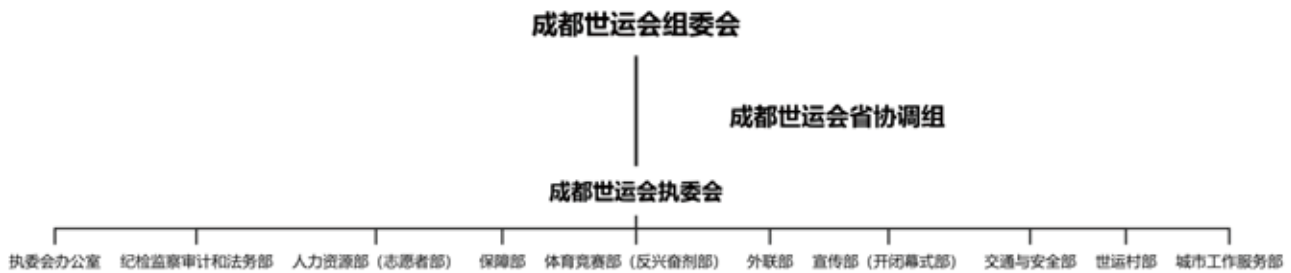 成都世运会组委会
成都世运会省协调组
成都世运会执委会
执委会办公室 纪检监察审计和法务部 人力资源部（志愿者部） 保障部 体育竞赛部（反兴奋剂部） 外联部 宣传部（开闭幕式部） 交通与安全部 世运村部 城市工作服务部